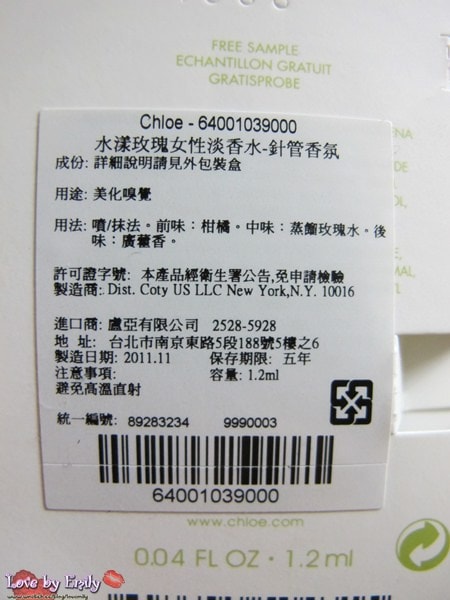 FREE SAMPLE
ECHANTILLON GRATUIT
GRATISPROBE
Chloe - 64001039000
水漾玫瑰女性淡香水-針管香氛
成份: 詳細說明請見外包裝盒
用途: 美化嗅覺
用法: 噴/抹法。前味：柑橘。中味：蒸餾玫瑰水。後
味：廣藿香。
許可證字號: 本產品經衛生署公告,免申請檢驗
製造商: Dist. Coty US LLC New York,N.Y. 10016
進口商: 盧亞有限公司 2528-5928
地 址: 台北市南京東路5段188號5樓之6
製造日期: 2011.11 保存期限: 五年
注意事項: 容量: 1.2ml
避免高溫直射
統一編號: 89283234 9990003
64001039000
www.chloe.com
0.04 FL OZ · 1.2 ml
Love by Emily